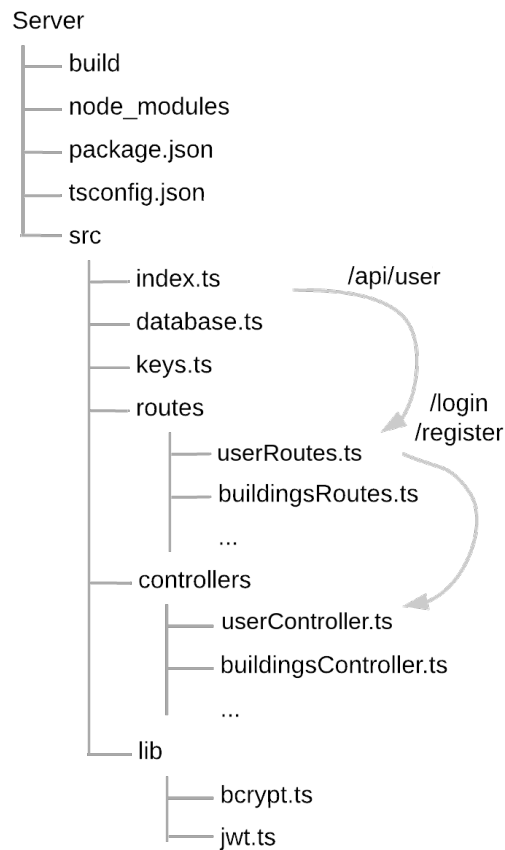 Server
build
node_modules
package.json
tsconfig.json
src
index.ts
/api/user
database.ts
keys.ts
routes
/login
/register
userRoutes.ts
buildingsRoutes.ts
...
controllers
userController.ts
buildingsController.ts
...
lib
bcrypt.ts
jwt.ts